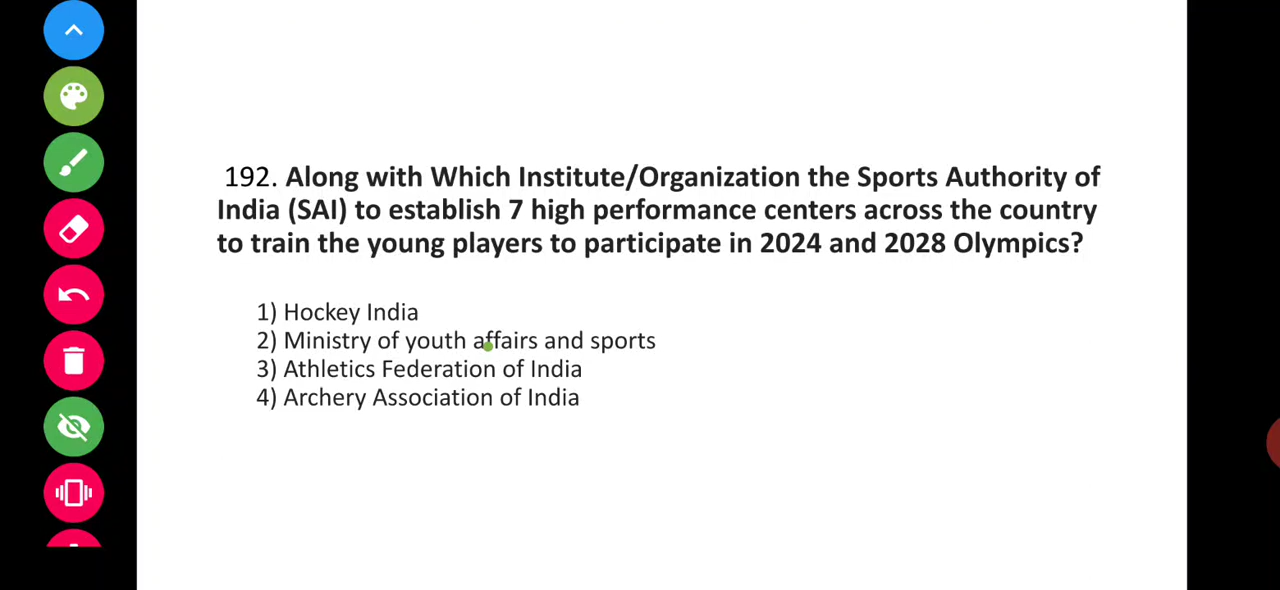 192. Along with Which Institute/Organization the Sports Authority of
India (SAI) to establish 7 high performance centers across the country
to train the young players to participate in 2024 and 2028 Olympics?
1) Hockey India
2) Ministry of youth affairs and sports
3) Athletics Federation of India
4) Archery Association of India